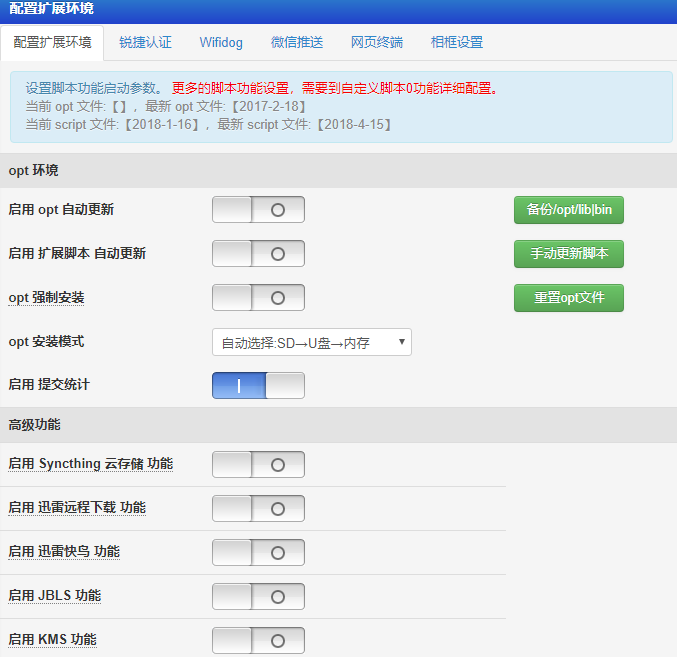 配置扩展环境
配置扩展环境 锐捷认证 Wifidog 微信推送 网页终端 相框设置
设置脚本功能启动参数。 更多的脚本功能设置，需要到自定义脚本0功能详细配置。
当前 opt 文件:【】，最新 opt 文件:【2017-2-18】
当前 script 文件:【2018-1-16】，最新 script 文件:【2018-4-15】
opt 环境
启用 opt 自动更新 备份/opt/lib|bin
启用 扩展脚本 自动更新 手动更新脚本
opt 强制安装 重置opt文件
opt 安装模式 自动选择:SD→U盘→内存
启用 提交统计
高级功能
启用 Syncthing 云存储 功能
启用 迅雷远程下载 功能
启用 迅雷快鸟 功能
启用 JBLS 功能
启用 KMS 功能